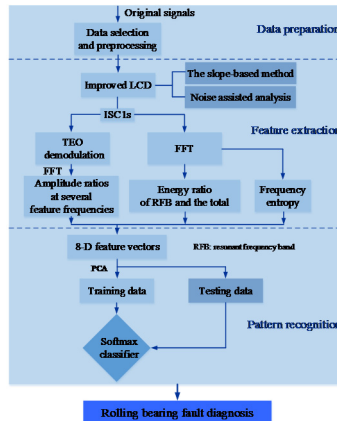 Original signals
Data selection
and preprocessing
Data preparation
Improved LCD
The slope-based method
Noise assisted analysis
ISC1s
Feature extraction
TEO
demodulation
FFT
FFT
Amplitude ratios
at several
feature frequencies
Energy ratio
of RFB and the total
Frequency
entropy
8-D feature vectors
RFB: resonant frequency band
PCA
Training data
Testing data
Softmax
classifier
Pattern recognition
Rolling bearing fault diagnosis